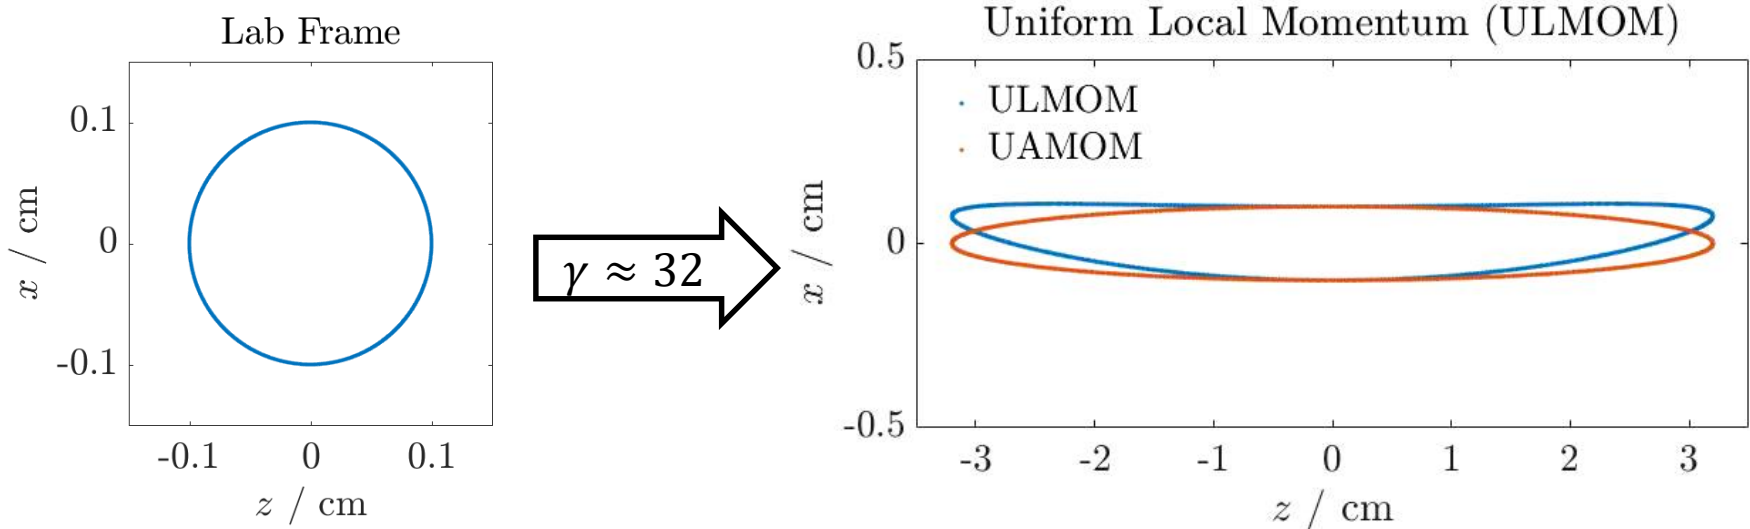 Lab Frame
0.1
0
-0.1
-0.1 0 0.1
x / cm
z / cm
γ ≈ 32
Uniform Local Momentum (ULMOM)
0.5
0
-0.5
ULMOM
UAMOM
-3 -2 -1 0 1 2 3
x / cm
z / cm